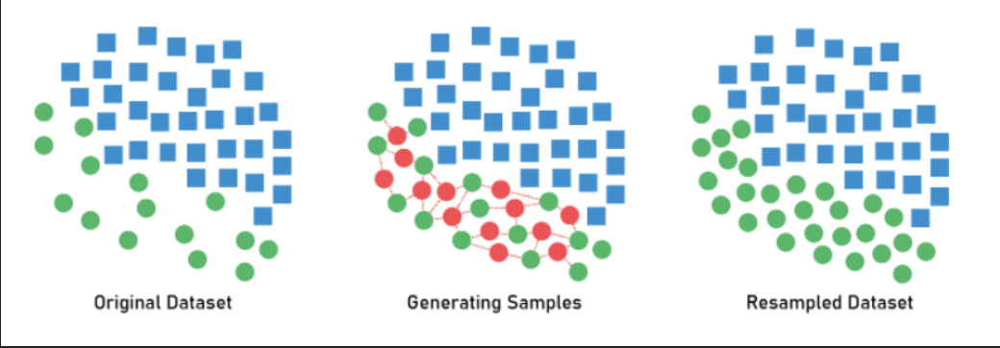 Original Dataset
Generating Samples
Resampled Dataset